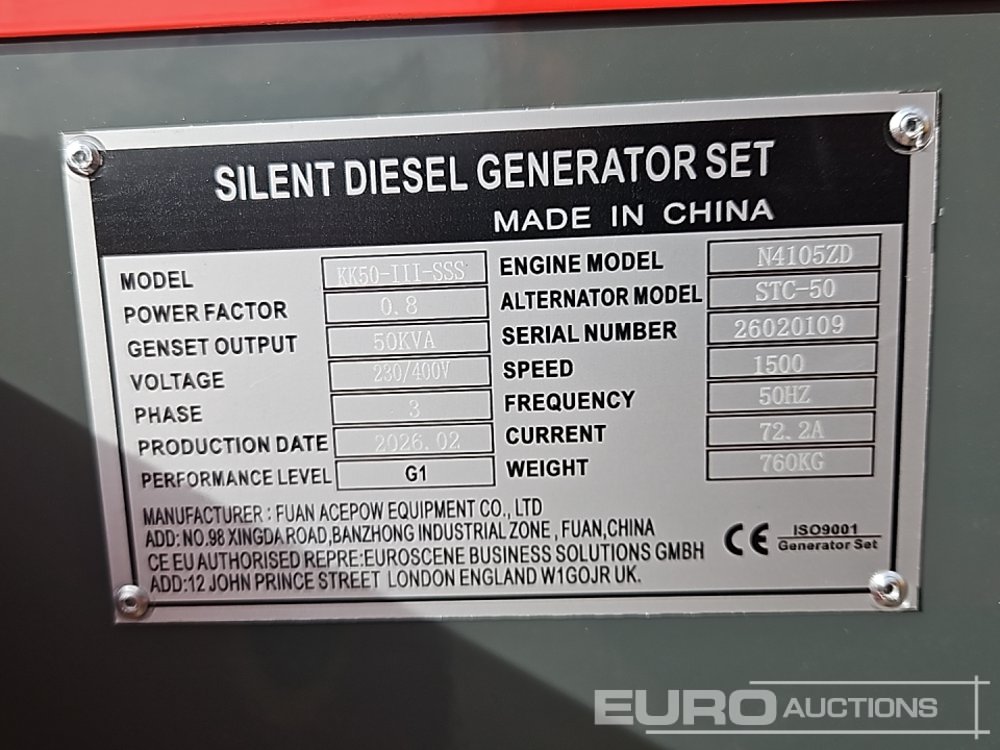 SILENT DIESEL GENERATOR SET
MADE IN CHINA
MODEL KK50-III-SSS
POWER FACTOR 0.8
GENSET OUTPUT 50KVA
VOLTAGE 230/400V
PHASE 3
PRODUCTION DATE 2026.02
PERFORMANCE LEVEL G1
ENGINE MODEL N4105ZD
ALTERNATOR MODEL STC-50
SERIAL NUMBER 26020109
SPEED 1500
FREQUENCY 50HZ
CURRENT 72.2A
WEIGHT 760KG
MANUFACTURER : FUAN ACEPOW EQUIPMENT CO., LTD
ADD: NO.98 XINGDA ROAD,BANZHONG INDUSTRIAL ZONE , FUAN,CHINA
CE EU AUTHORISED REPRE:EUROSCENE BUSINESS SOLUTIONS GMBH
ADD:12 JOHN PRINCE STREET LONDON ENGLAND W1GOJR UK.
CE ISO9001
Generator Set
EURO AUCTIONS